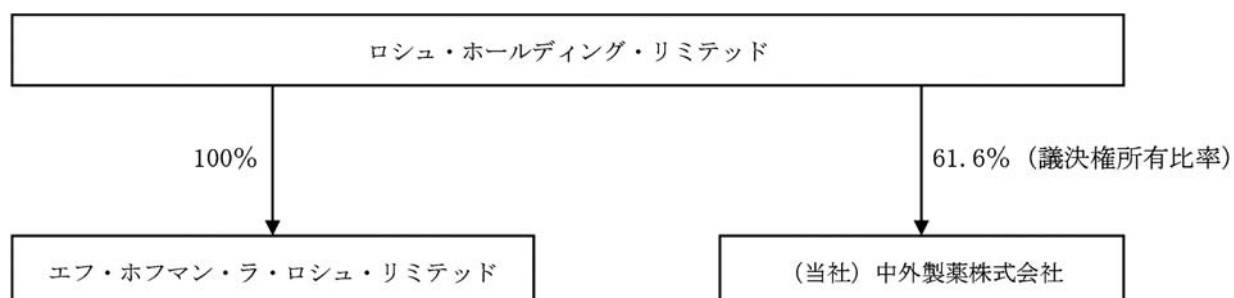 ロシュ・ホールディング・リミテッド
100%
61.6% (議決権所有比率)
エフ・ホフマン・ラ・ロシュ・リミテッド
(当社) 中外製薬株式会社